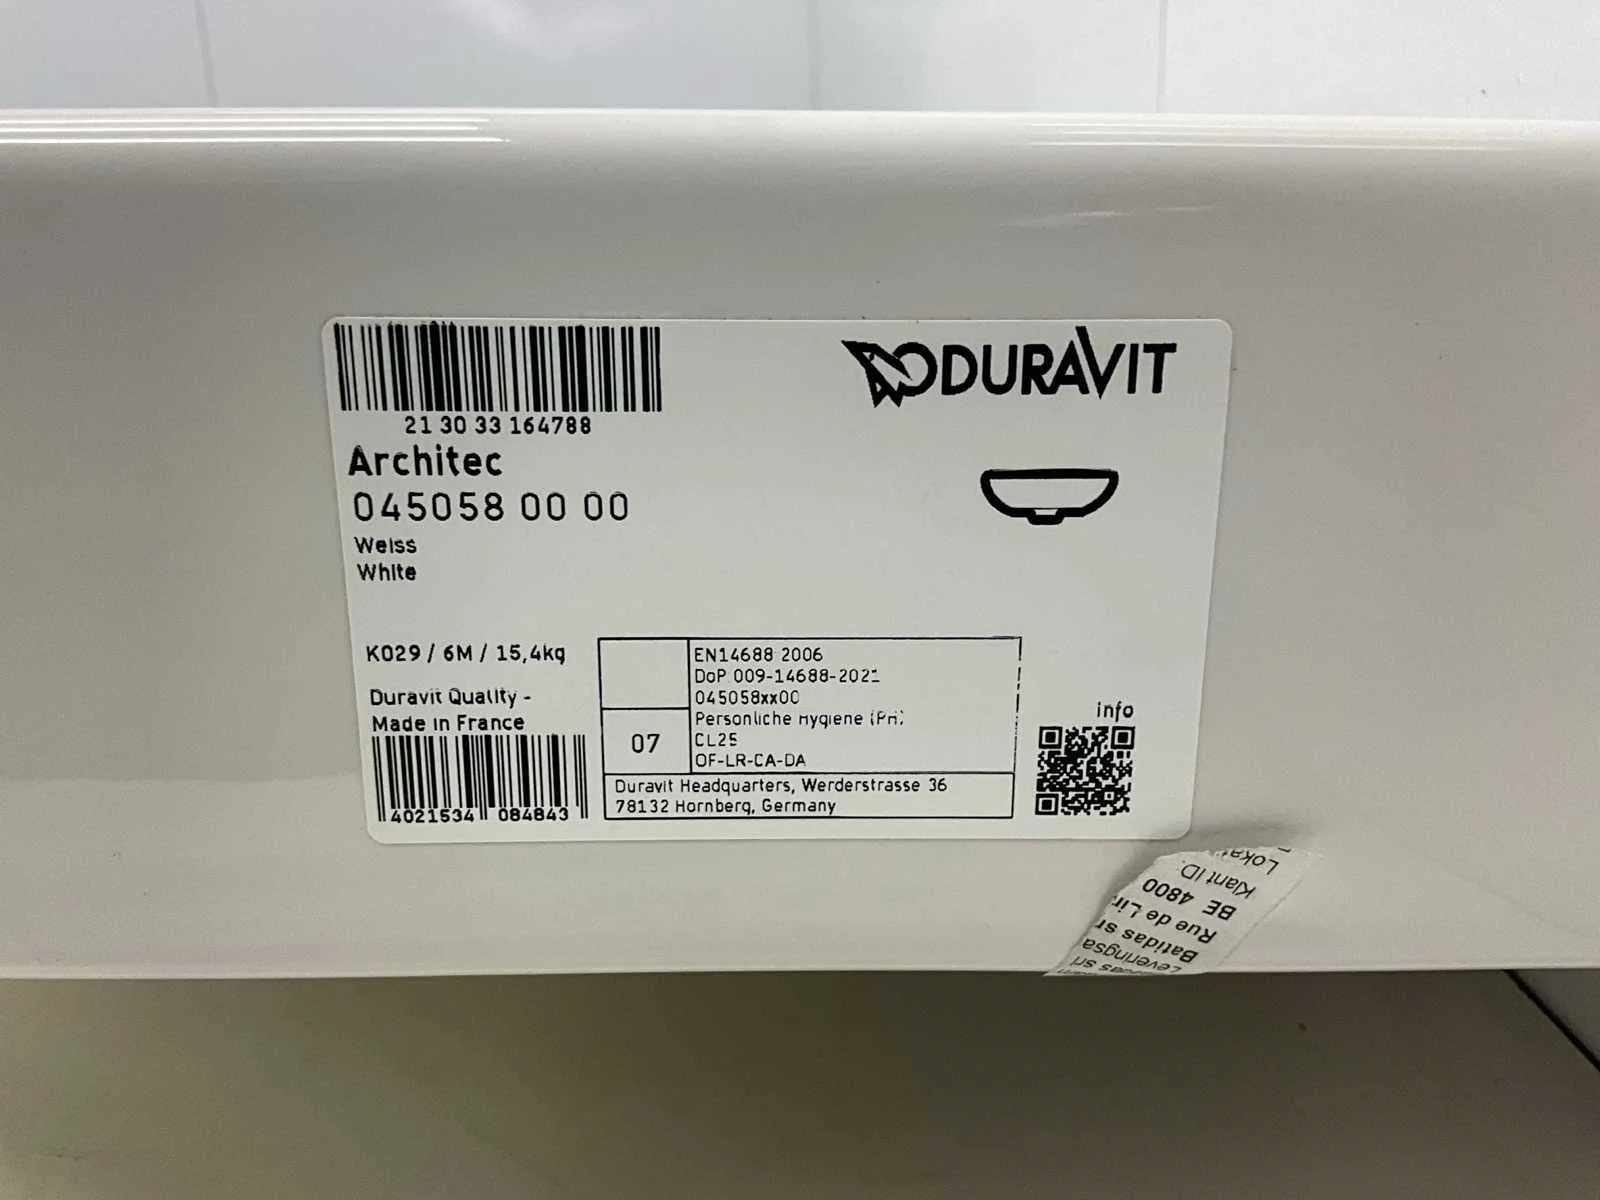 21 30 33 164788
DURAVIT
Architec
045058 00 00
Weiss
White
K029 / 6M / 15,4kg
Duravit Quality -
Made in France
4021534 084843
EN14688 2006
DoP 009-14688-2021
045058xx00
Persönliche Hygiene (PH)
07
CL25
OF-LR-CA-DA
Duravit Headquarters, Werderstrasse 36
78132 Hornberg, Germany
info
Leveringsa
Batidas sr
Rue de Lir
BE 4800
Klant ID: